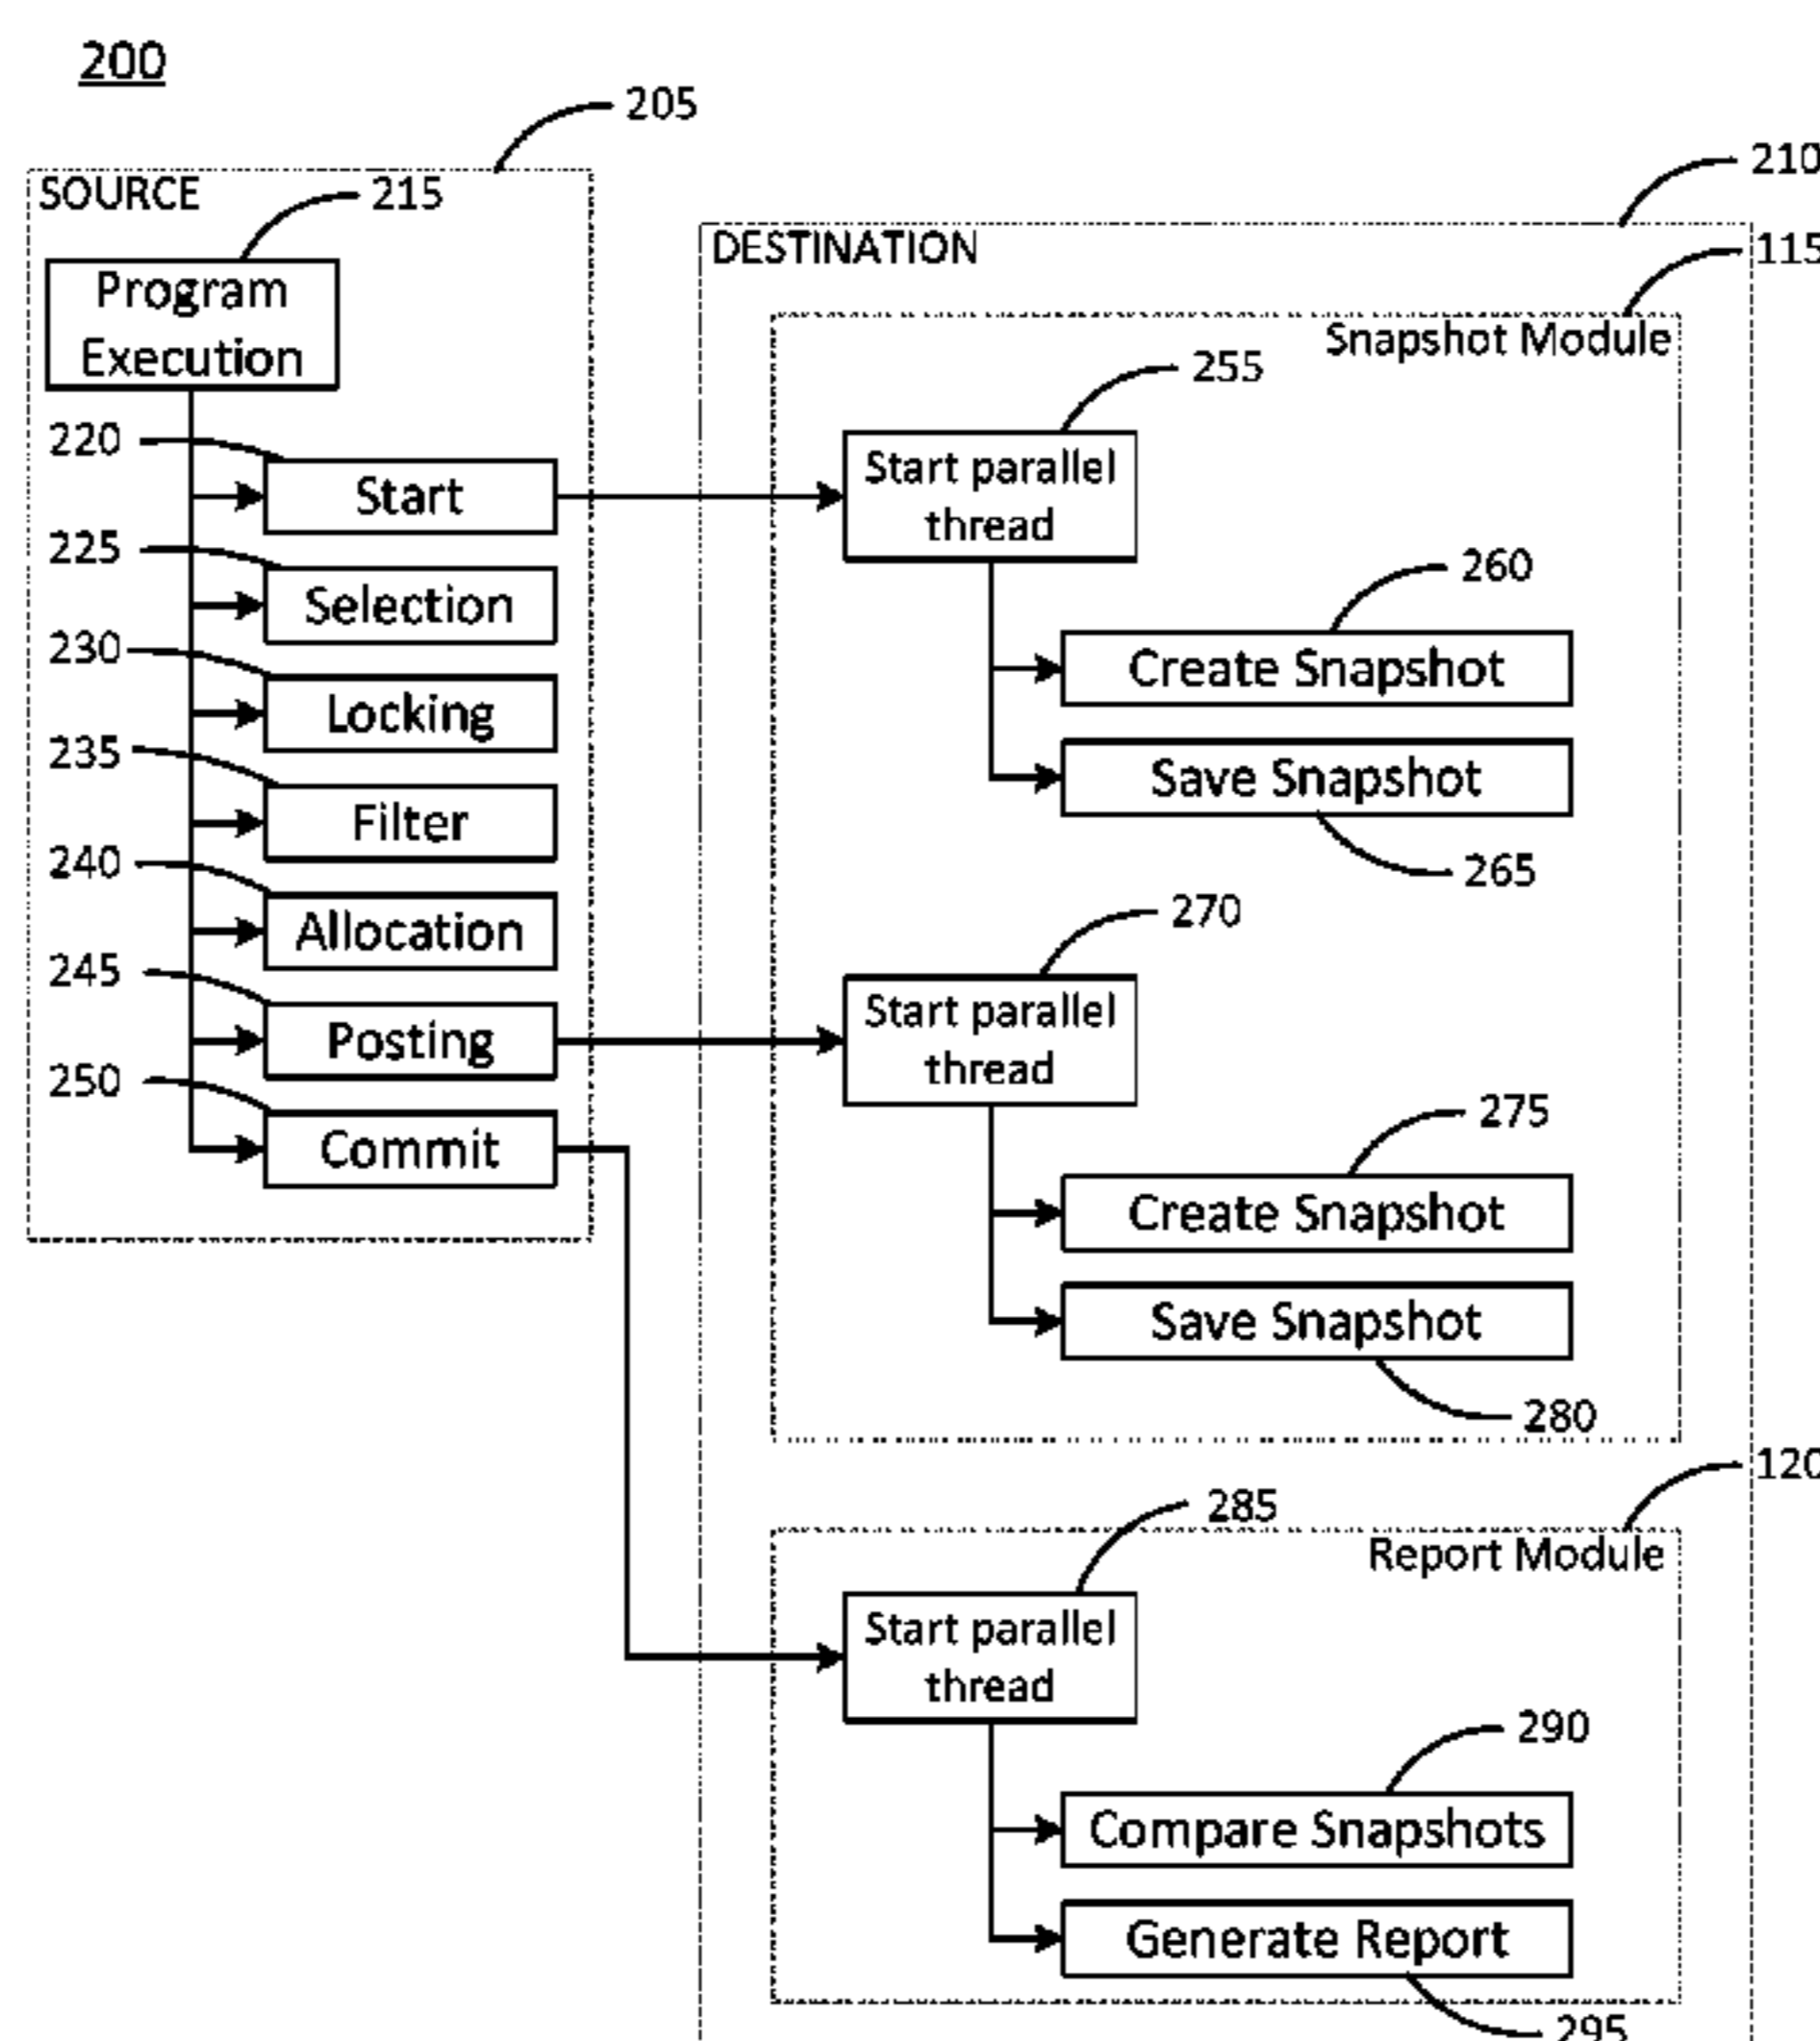 200
205
210
SOURCE
215
DESTINATION
115
Program
Execution
Snapshot Module
255
220
Start
Start parallel
thread
225
Selection
260
Create Snapshot
230
Locking
Save Snapshot
235
Filter
265
240
Allocation
270
245
Posting
Start parallel
thread
250
Commit
275
Create Snapshot
Save Snapshot
280
120
285
Report Module
Start parallel
thread
290
Compare Snapshots
Generate Report
295